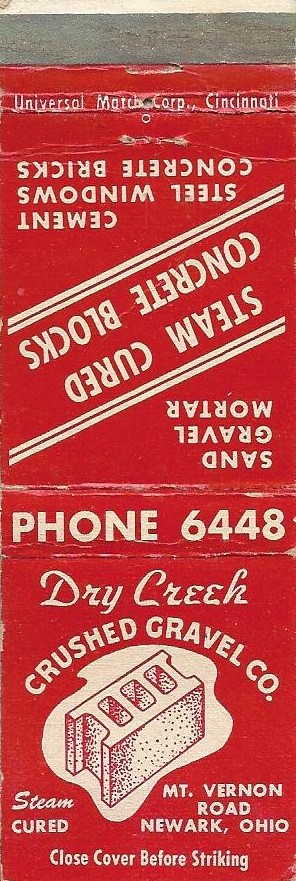 Universal Match Corp., Cincinnati
SAND
GRAVEL
MORTAR
STEAM CURED
CONCRETE BLOCKS
CEMENT
STEEL WINDOWS
CONCRETE BRICKS
PHONE 6448
Dry Creek
CRUSHED GRAVEL CO.
Steam
CURED
MT. VERNON
ROAD
NEWARK, OHIO
Close Cover Before Striking